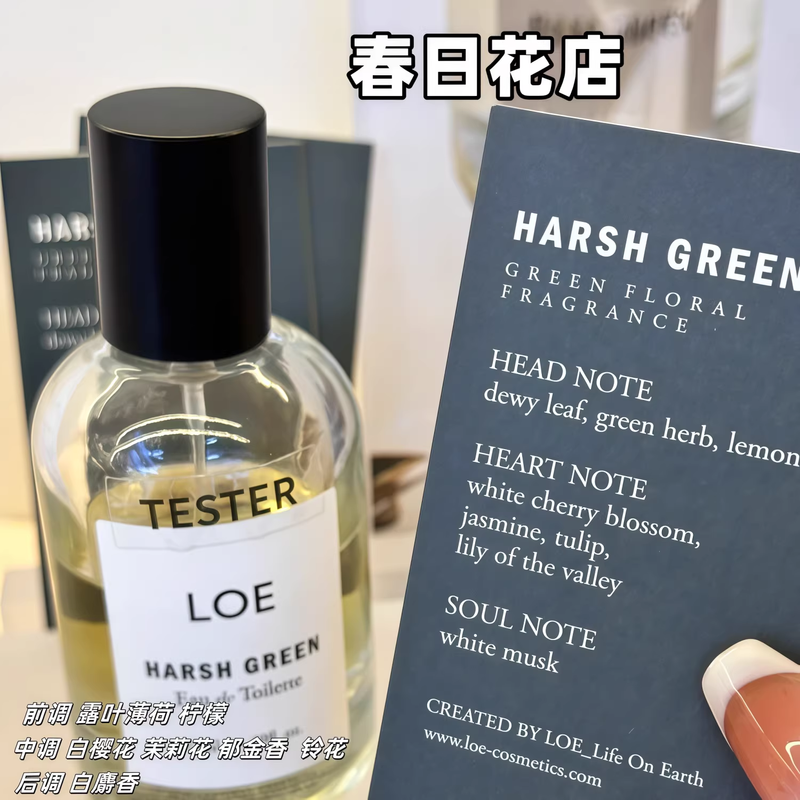 春日花店
HARSH GREEN
GREEN FLORAL
FRAGRANCE
HEAD NOTE
dewy leaf, green herb, lemon
HEART NOTE
white cherry blossom,
jasmine, tulip,
lily of the valley
SOUL NOTE
white musk
CREATED BY LOE_Life On Earth
www.loe-cosmetics.com
TESTER
LOE
HARSH GREEN
Eau de Toilette
前调 露叶薄荷 柠檬
中调 白樱花 茉莉花 郁金香 铃花
后调 白麝香